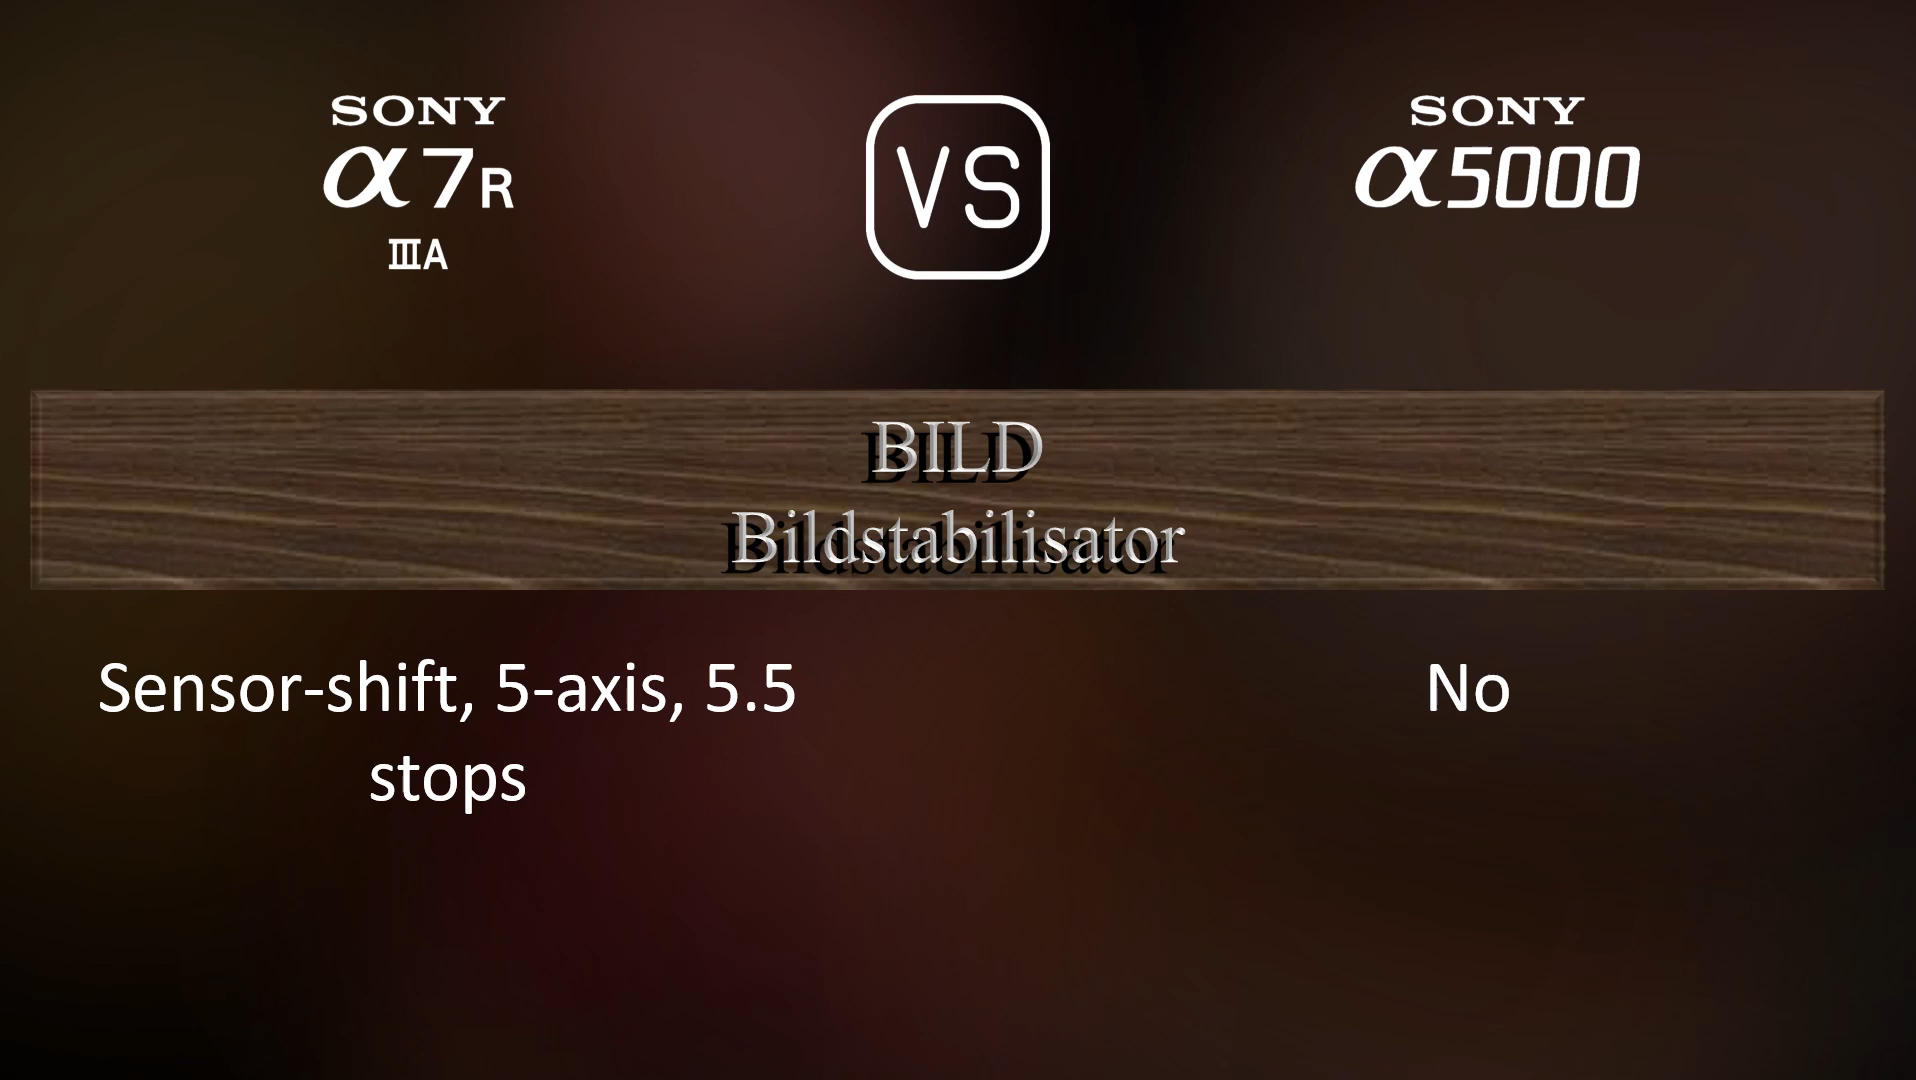 SONY
α7R
IIIA
VS
SONY
α5000
BILD
Bildstabilisator
Sensor-shift, 5-axis, 5.5
stops
No